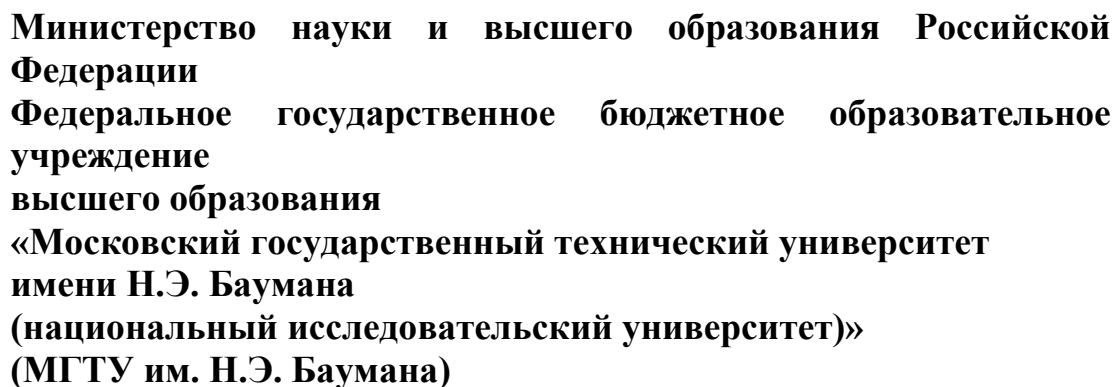 Министерство науки и высшего образования Российской
Федерации
Федеральное государственное бюджетное образовательное
учреждение
высшего образования
«Московский государственный технический университет
имени Н.Э. Баумана
(национальный исследовательский университет)»
(МГТУ им. Н.Э. Баумана)